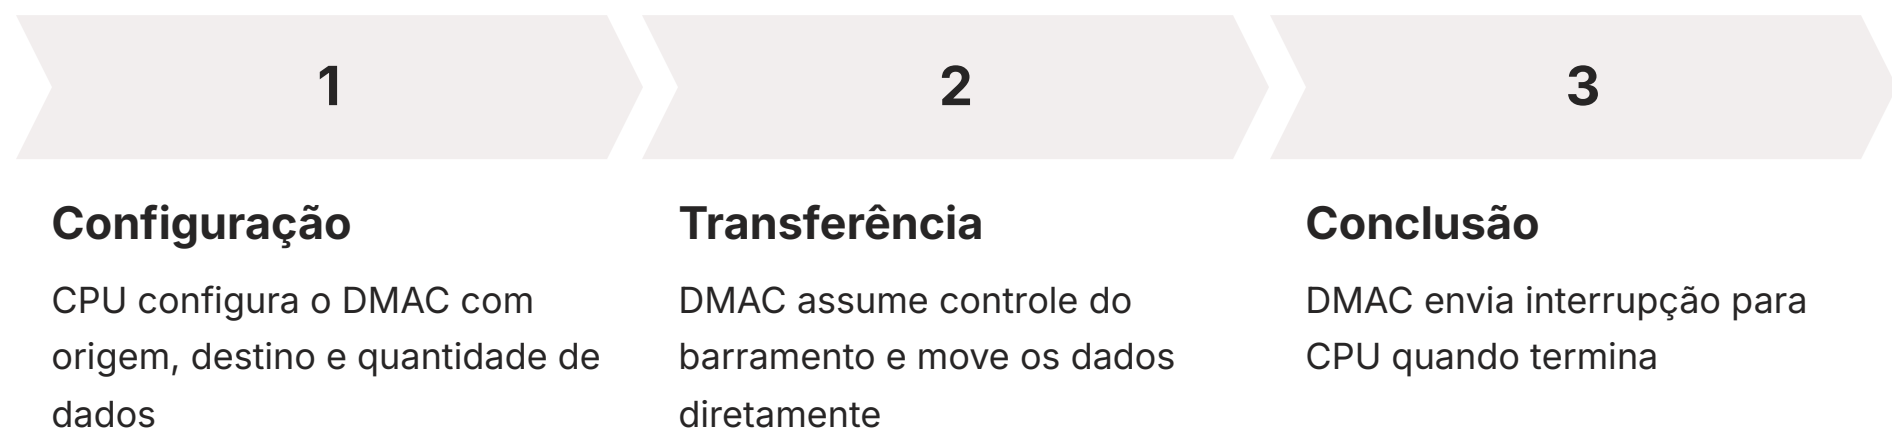 1
2
3
Configuração
CPU configura o DMAC com
origem, destino e quantidade de
dados
Transferência
DMAC assume controle do
barramento e move os dados
diretamente
Conclusão
DMAC envia interrupção para
CPU quando termina